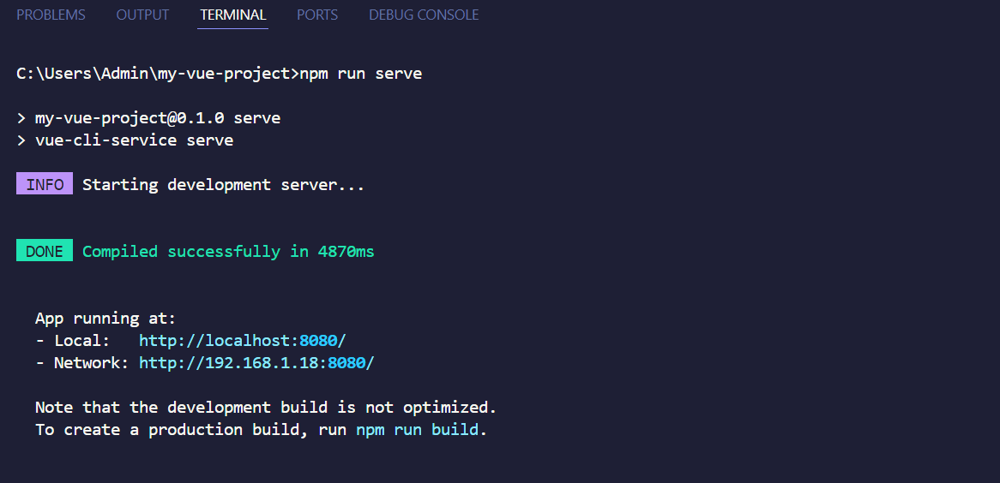 PROBLEMS OUTPUT TERMINAL PORTS DEBUG CONSOLE
C:\Users\Admin\my-vue-project>npm run serve
> my-vue-project@0.1.0 serve
> vue-cli-service serve
INFO Starting development server...
DONE Compiled successfully in 4870ms
App running at:
- Local: http://localhost:8080/
- Network: http://192.168.1.18:8080/
Note that the development build is not optimized.
To create a production build, run npm run build.